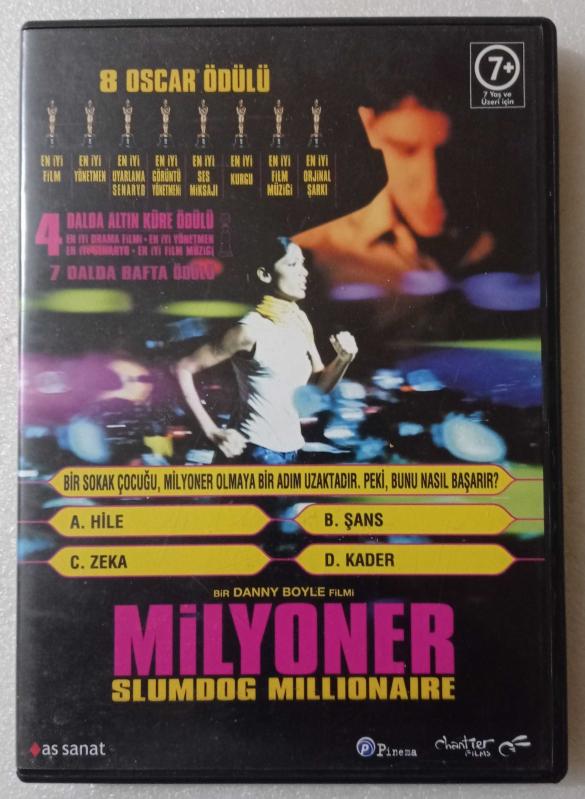 8 OSCAR ÖDÜLÜ
7+
7 Yaş ve
Üzeri için
EN İYİ
FİLM
EN İYİ
YÖNETMEN
EN İYİ
UYARLAMA
SENARYO
EN İYİ
GÖRÜNTÜ
YÖNETMENİ
EN İYİ
SES
MİKSAJI
EN İYİ
KURGU
EN İYİ
FİLM
MÜZİĞİ
EN İYİ
ORJİNAL
ŞARKI
4 DALDA ALTIN KÜRE ÖDÜLÜ
EN İYİ DRAMA FİLMİ • EN İYİ YÖNETMEN
EN İYİ SENARYO • EN İYİ FİLM MÜZİĞİ
7 DALDA BAFTA ÖDÜLÜ
BİR SOKAK ÇOCUĞU, MİLYONER OLMAYA BİR ADIM UZAKTADIR. PEKİ, BUNU NASIL BAŞARIR?
A. HİLE
B. ŞANS
C. ZEKA
D. KADER
BİR DANNY BOYLE FİLMİ
MİLYONER
SLUMDOG MILLIONAIRE
as sanat
P Pinema
chantier
FILMS